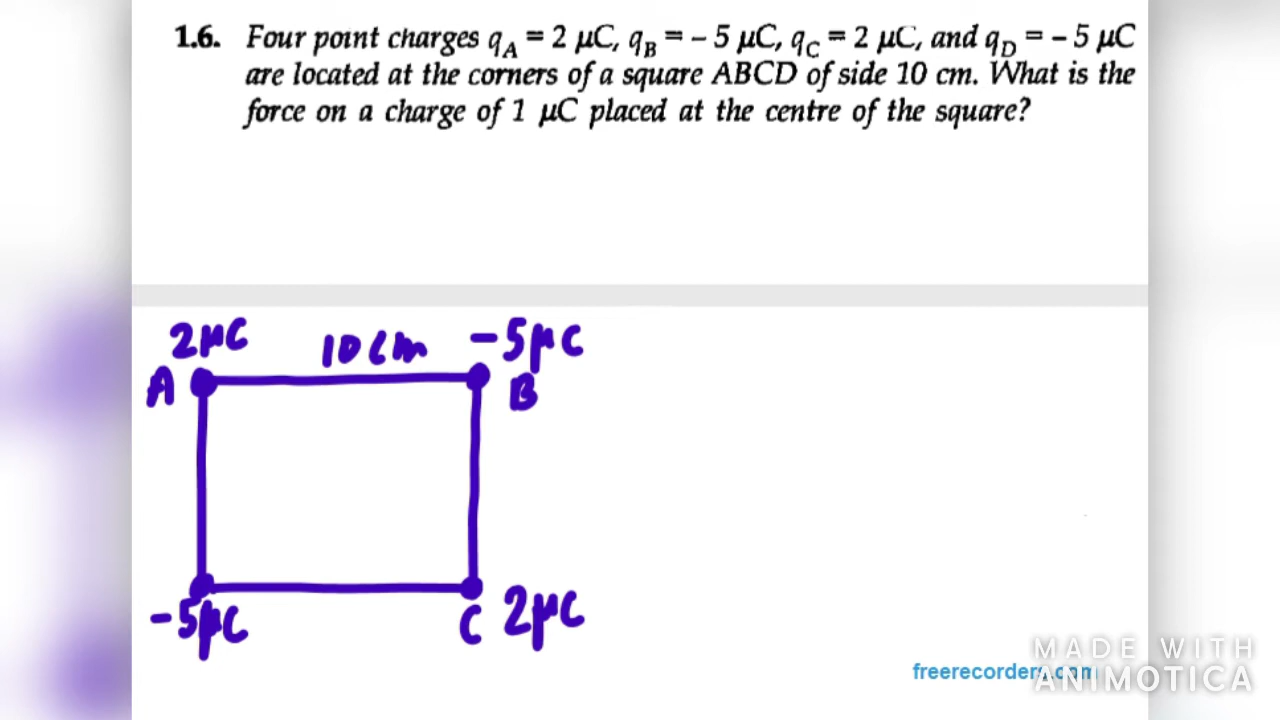 1.6. Four point charges qA = 2 μC, qB = – 5 μC, qC = 2 μC, and qD = – 5 μC
are located at the corners of a square ABCD of side 10 cm. What is the
force on a charge of 1 μC placed at the centre of the square?
2μC 10cm -5μC
A B
-5μC C 2μC
MADE WITH
freerecorders.com
ANIMOTICA